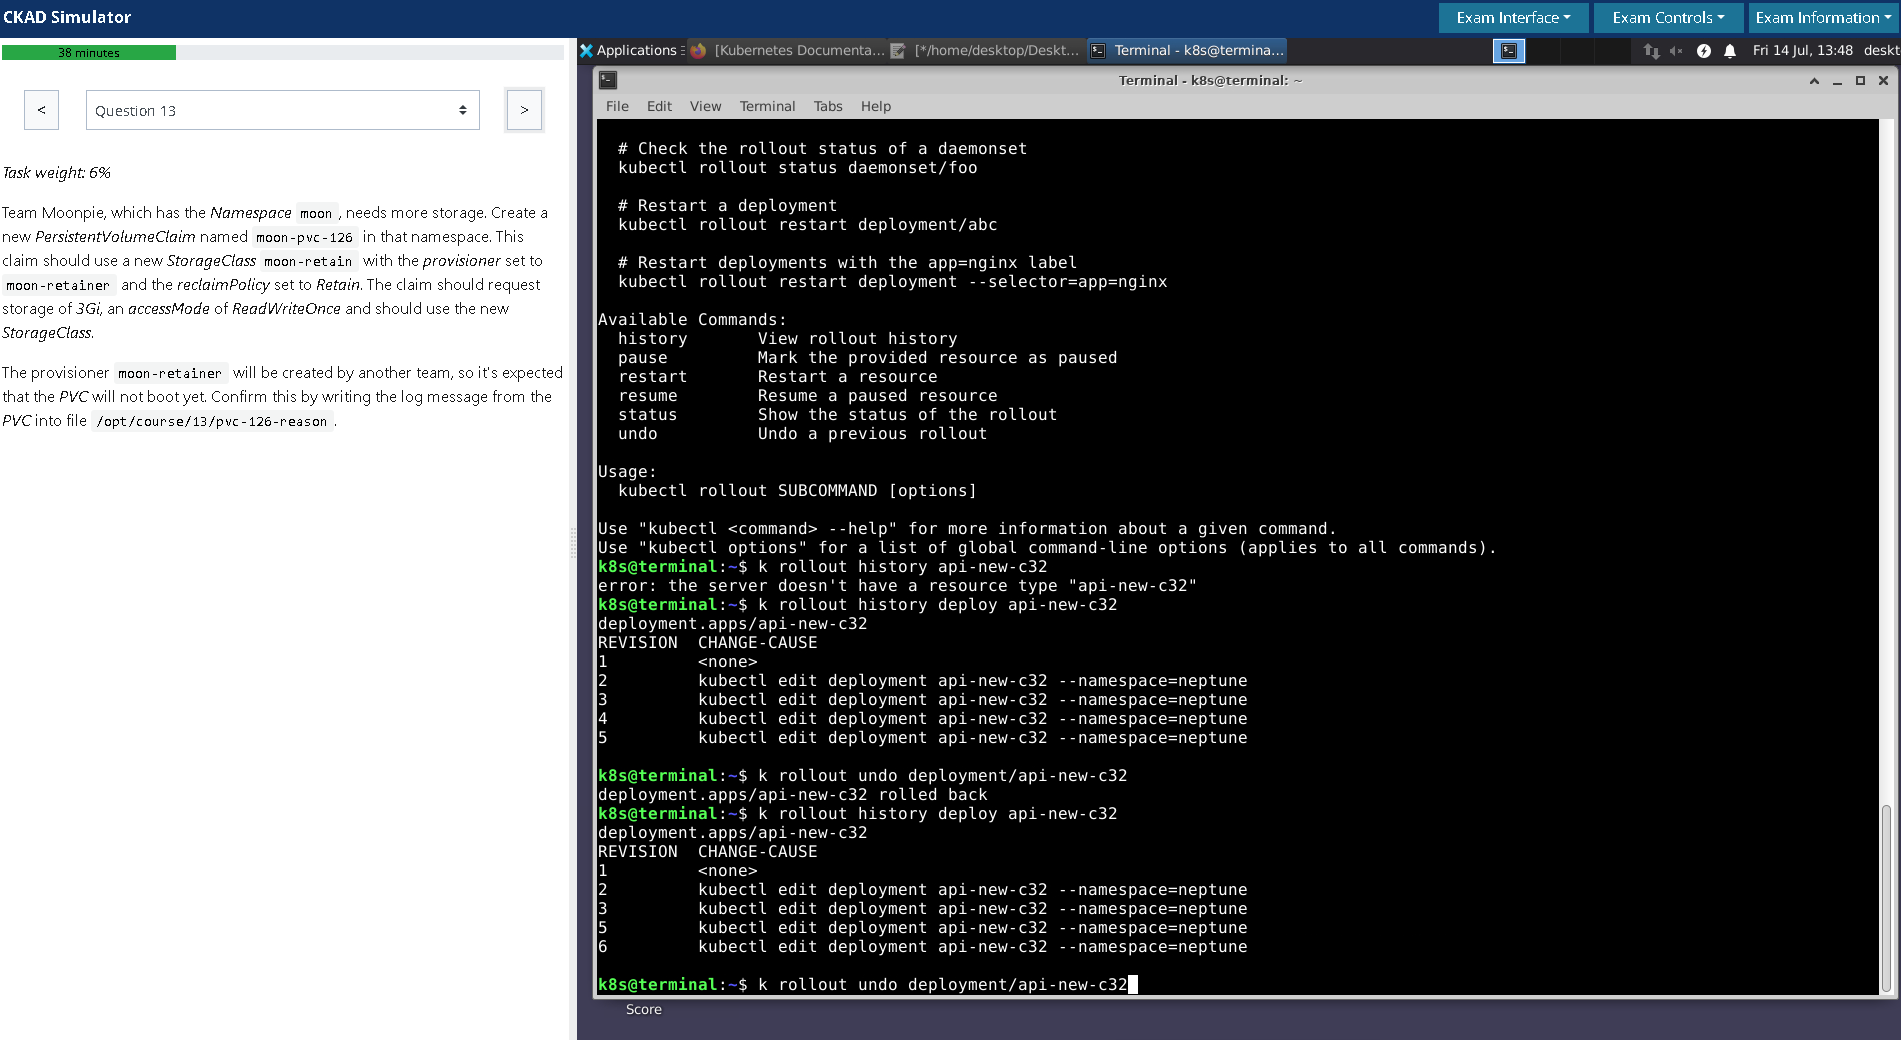 CKAD Simulator
Exam Interface
Exam Controls
Exam Information
38 minutes
<
Question 13
>
Task weight: 6%
Team Moonpie, which has the Namespace moon , needs more storage. Create a
new PersistentVolumeClaim named moon-pvc-126 in that namespace. This
claim should use a new StorageClass moon-retain with the provisioner set to
moon-retainer and the reclaimPolicy set to Retain. The claim should request
storage of 3Gi, an accessMode of ReadWriteOnce and should use the new
StorageClass.
The provisioner moon-retainer will be created by another team, so it's expected
that the PVC will not boot yet. Confirm this by writing the log message from the
PVC into file /opt/course/13/pvc-126-reason .
Applications
[Kubernetes Documenta...
[*/home/desktop/Deskt...
Terminal - k8s@termina...
Fri 14 Jul, 13:48
deskt
Terminal - k8s@terminal: ~
File Edit View Terminal Tabs Help
# Check the rollout status of a daemonset
kubectl rollout status daemonset/foo
# Restart a deployment
kubectl rollout restart deployment/abc
# Restart deployments with the app=nginx label
kubectl rollout restart deployment --selector=app=nginx
Available Commands:
history View rollout history
pause Mark the provided resource as paused
restart Restart a resource
resume Resume a paused resource
status Show the status of the rollout
undo Undo a previous rollout
Usage:
kubectl rollout SUBCOMMAND [options]
Use "kubectl <command> --help" for more information about a given command.
Use "kubectl options" for a list of global command-line options (applies to all commands).
k8s@terminal:~$ k rollout history api-new-c32
error: the server doesn't have a resource type "api-new-c32"
k8s@terminal:~$ k rollout history deploy api-new-c32
deployment.apps/api-new-c32
REVISION CHANGE-CAUSE
1 <none>
2 kubectl edit deployment api-new-c32 --namespace=neptune
3 kubectl edit deployment api-new-c32 --namespace=neptune
4 kubectl edit deployment api-new-c32 --namespace=neptune
5 kubectl edit deployment api-new-c32 --namespace=neptune
k8s@terminal:~$ k rollout undo deployment/api-new-c32
deployment.apps/api-new-c32 rolled back
k8s@terminal:~$ k rollout history deploy api-new-c32
deployment.apps/api-new-c32
REVISION CHANGE-CAUSE
1 <none>
2 kubectl edit deployment api-new-c32 --namespace=neptune
3 kubectl edit deployment api-new-c32 --namespace=neptune
5 kubectl edit deployment api-new-c32 --namespace=neptune
6 kubectl edit deployment api-new-c32 --namespace=neptune
k8s@terminal:~$ k rollout undo deployment/api-new-c32
Score